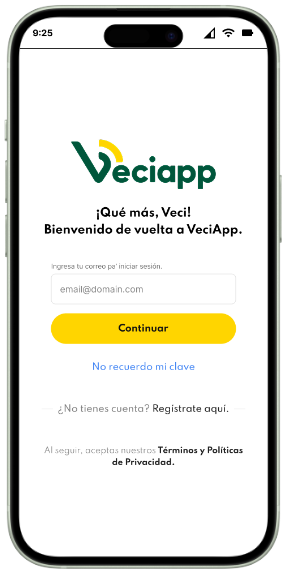 9:25
Veciapp
¡Qué más, Veci!
Bienvenido de vuelta a VeciApp.
Ingresa tu correo pa' iniciar sesión.
email@domain.com
Continuar
No recuerdo mi clave
¿No tienes cuenta? Regístrate aquí.
Al seguir, aceptas nuestros Términos y Políticas
de Privacidad.